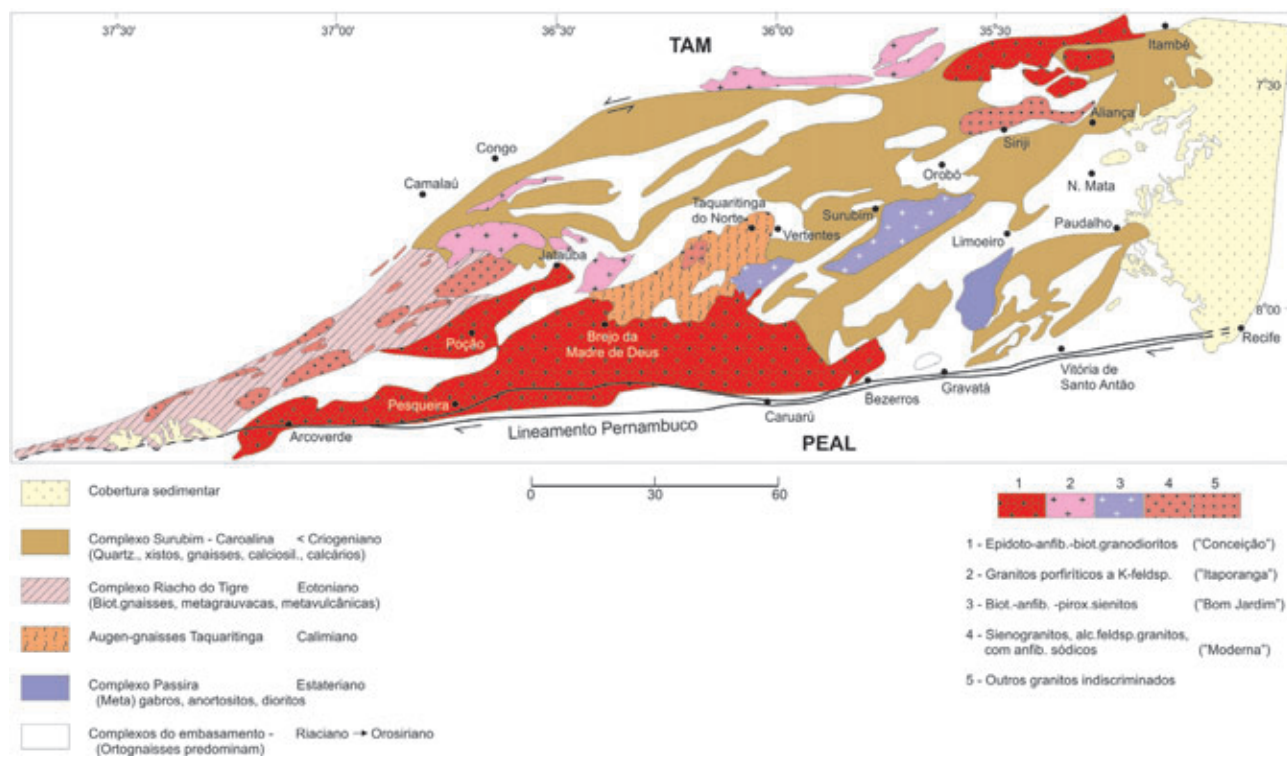 37°30'
37°00'
36°30'
36°00'
35°30'
TAM
Itambé
7°30'
Aliança
Siriji
Congo
Orobó
N. Mata
Camalaú
Taquaritinga
do Norte
Surubim
Vertentes
Paudalho
Limoeiro
Jataúba
8°00'
Recife
Poção
Brejo da
Madre de Deus
Vitória de
Santo Antão
Gravatá
Bezerros
Pesqueira
Caruarú
Arcoverde
Lineamento Pernambuco
PEAL
Cobertura sedimentar
Complexo Surubim - Caroalina < Criogeniano
(Quartz., xistos, gnaisses, calciosil., calcários)
Complexo Riacho do Tigre Eotoniano
(Biot.gnaisses, metagrauvacas, metavulcânicas)
Augen-gnaisses Taquaritinga Calimiano
Complexo Passira Estateriano
(Meta) gabros, anortositos, dioritos
Complexos do embasamento - Riaciano → Orosiriano
(Ortognaisses predominam)
0 30 60
1 2 3 4 5
1 - Epidoto-anfib.-biot.granodioritos ("Conceição")
2 - Granitos porfiríticos a K-feldsp. ("Itaporanga")
3 - Biot.-anfib. -pirox.sienitos ("Bom Jardim")
4 - Sienogranitos, alc.feldsp.granitos,
com anfib. sódicos ("Moderna")
5 - Outros granitos indiscriminados